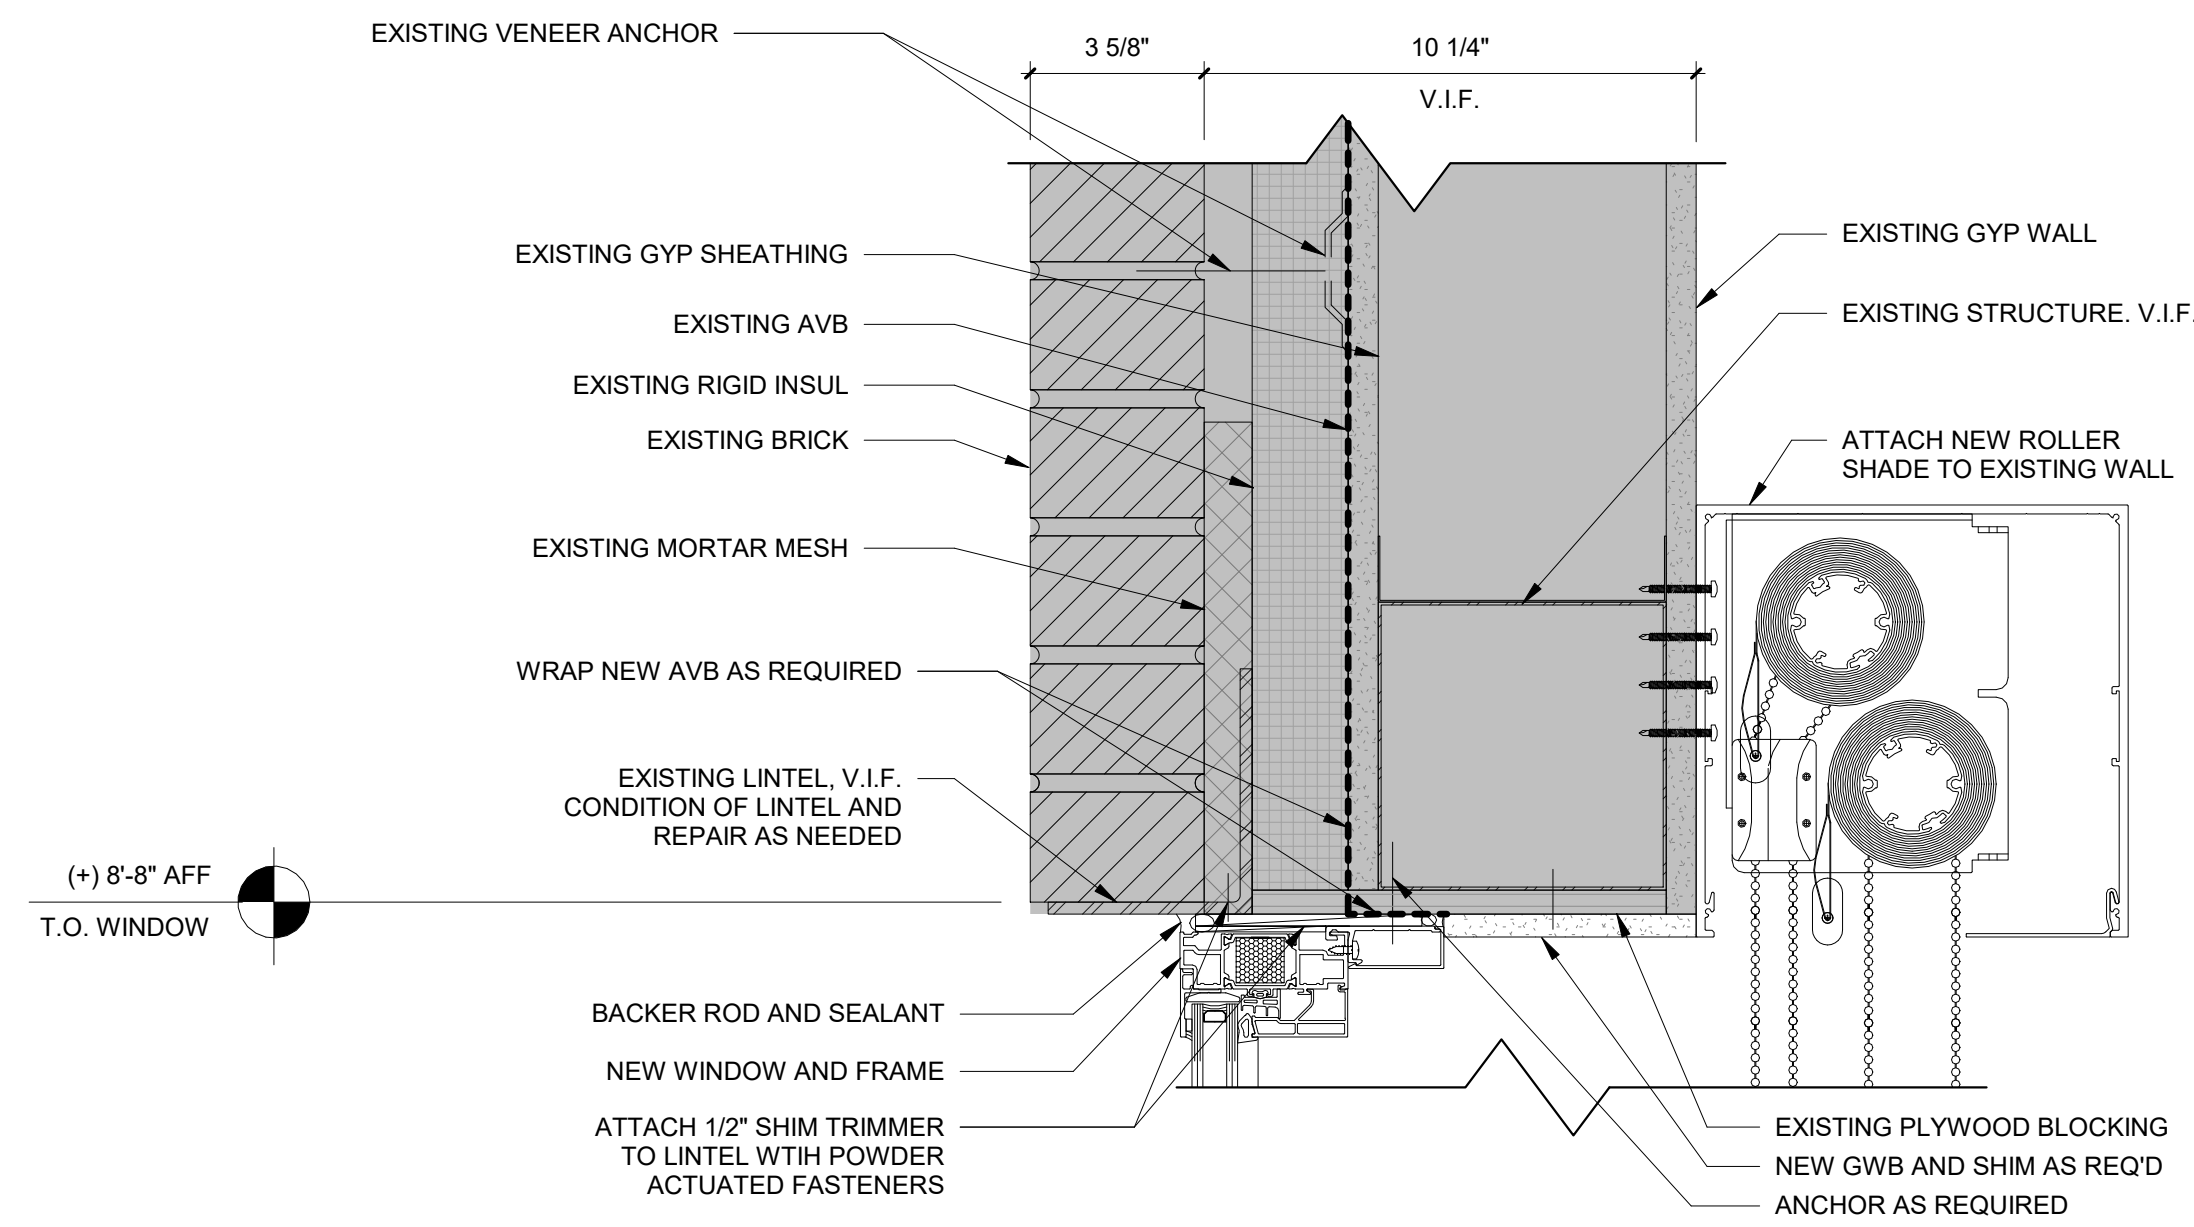 EXISTING VENEER ANCHOR
3 5/8"
10 1/4"
V.I.F.
EXISTING GYP SHEATHING
EXISTING AVB
EXISTING RIGID INSUL
EXISTING BRICK
EXISTING MORTAR MESH
WRAP NEW AVB AS REQUIRED
EXISTING LINTEL, V.I.F.
CONDITION OF LINTEL AND
REPAIR AS NEEDED
(+) 8'-8" AFF
T.O. WINDOW
BACKER ROD AND SEALANT
NEW WINDOW AND FRAME
ATTACH 1/2" SHIM TRIMMER
TO LINTEL WTIH POWDER
ACTUATED FASTENERS
EXISTING GYP WALL
EXISTING STRUCTURE. V.I.F.
ATTACH NEW ROLLER
SHADE TO EXISTING WALL
EXISTING PLYWOOD BLOCKING
NEW GWB AND SHIM AS REQ'D
ANCHOR AS REQUIRED